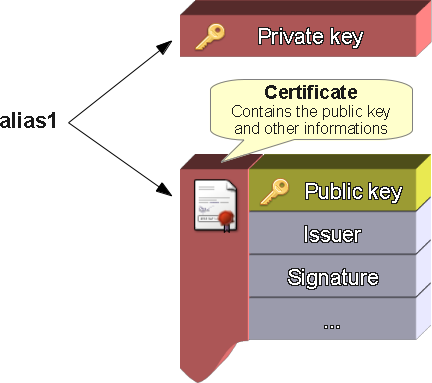 Private key
alias1
Certificate
Contains the public key
and other informations
Public key
Issuer
Signature
...